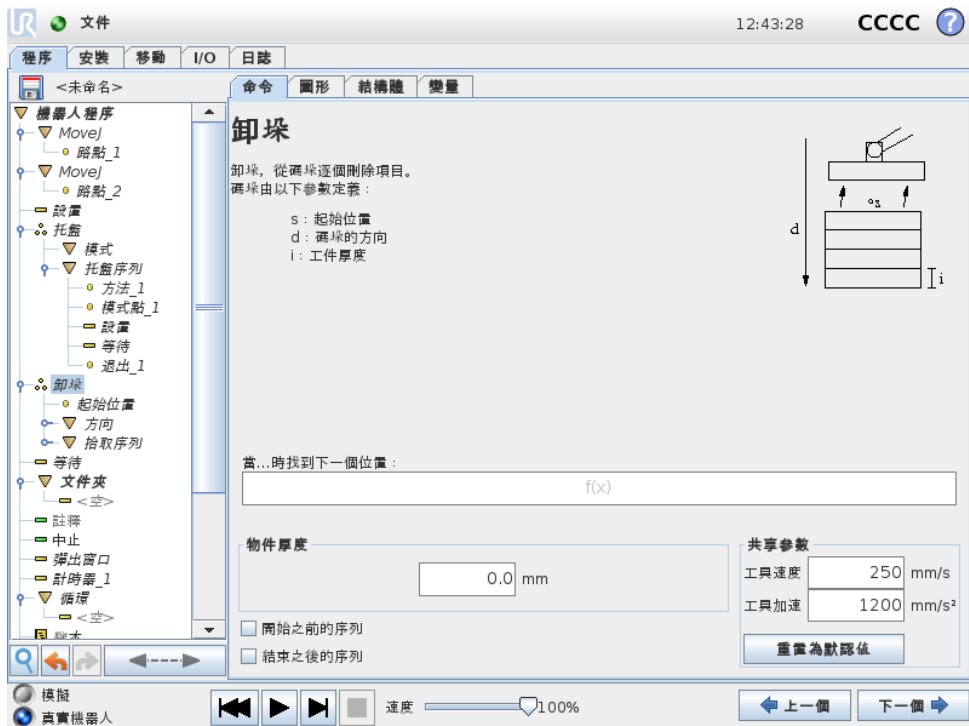 UR 文件 12:43:28 CCCC ?
程序 安裝 移動 I/O 日誌
<未命名>
命令 圖形 結構體 變量
機器人程序
MoveJ
路點_1
MoveJ
路點_2
設置
托盤
模式
托盤序列
方法_1
模式點_1
設置
等待
退出_1
卸垛
起始位置
方向
拾取序列
等待
文件夾
<空>
註釋
中止
彈出窗口
計時器_1
循環
<空>
卸垛
卸垛, 從碼垛逐個刪除項目。
碼垛由以下參數定義:
s : 起始位置
d : 碼垛的方向
i : 工件厚度
d
s
i
當...時找到下一個位置 :
f(x)
物件厚度
0.0 mm
開始之前的序列
結束之後的序列
共享參數
工具速度 250 mm/s
工具加速 1200 mm/s²
重置為默認值
模擬
真實機器人
速度 100%
上一個 下一個